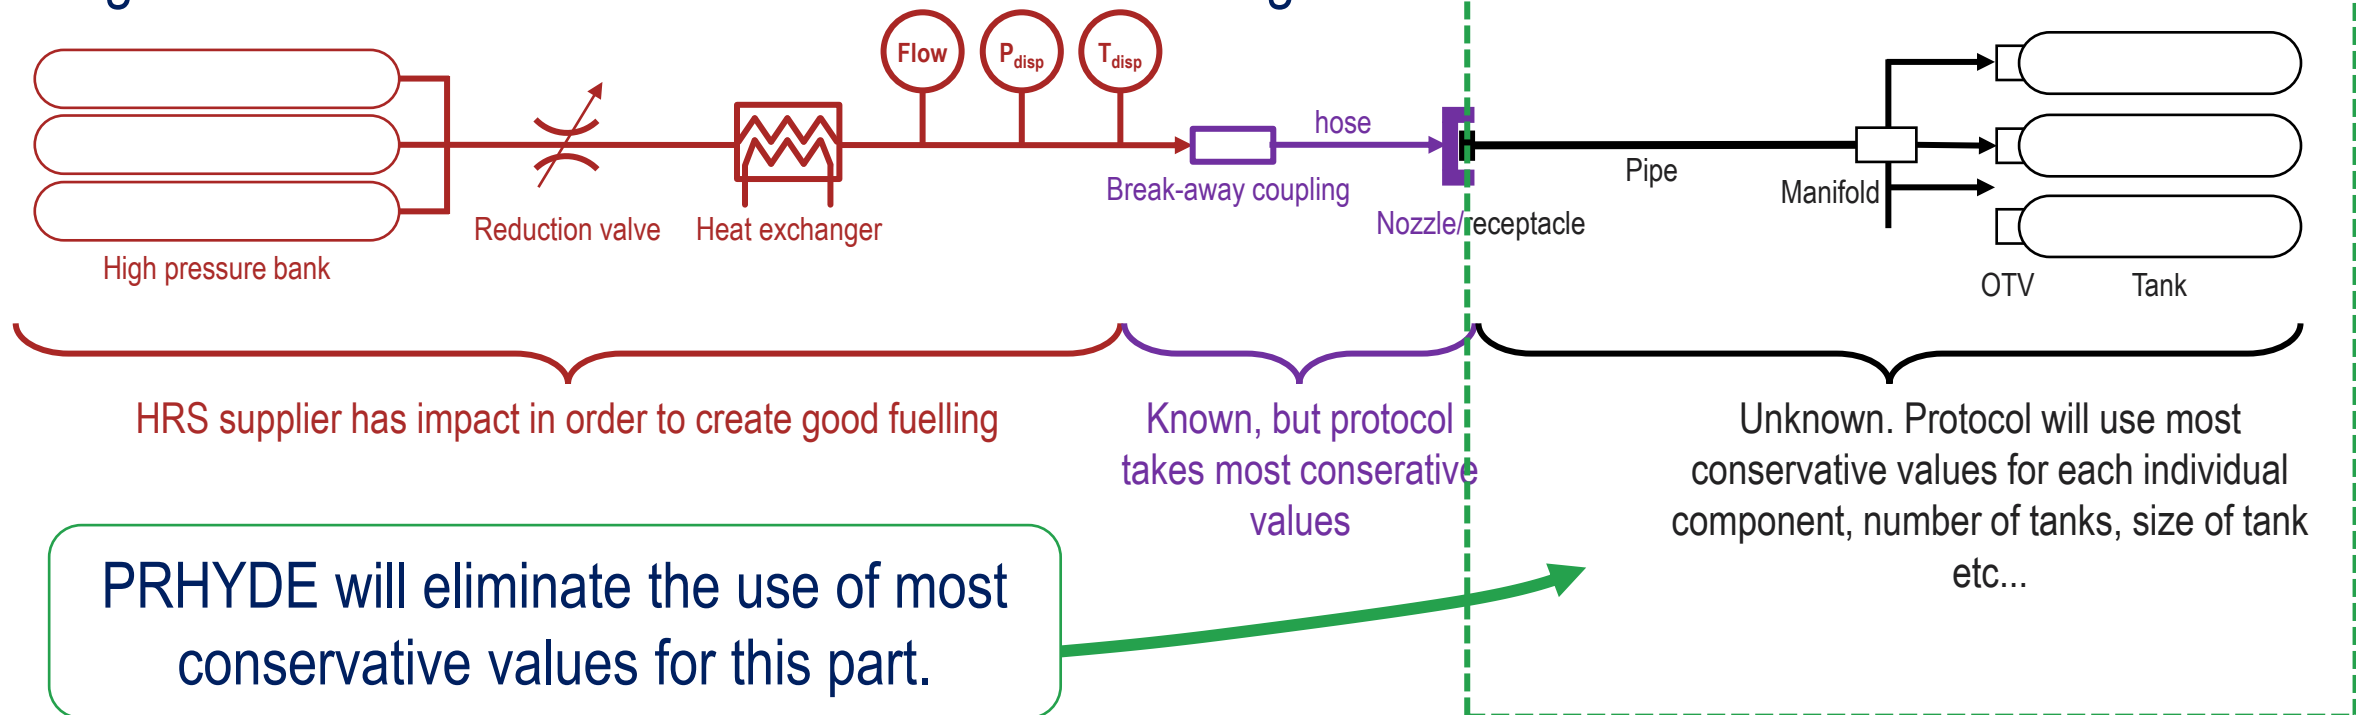 Flow
P disp
T disp
hose
Break-away coupling
Reduction valve
Heat exchanger
High pressure bank
Nozzle/receptacle
Pipe
Manifold
OTV
Tank
HRS supplier has impact in order to create good fuelling
Known, but protocol
takes most conserative
values
Unknown. Protocol will use most
conservative values for each individual
component, number of tanks, size of tank
etc...
PRHYDE will eliminate the use of most
conservative values for this part.